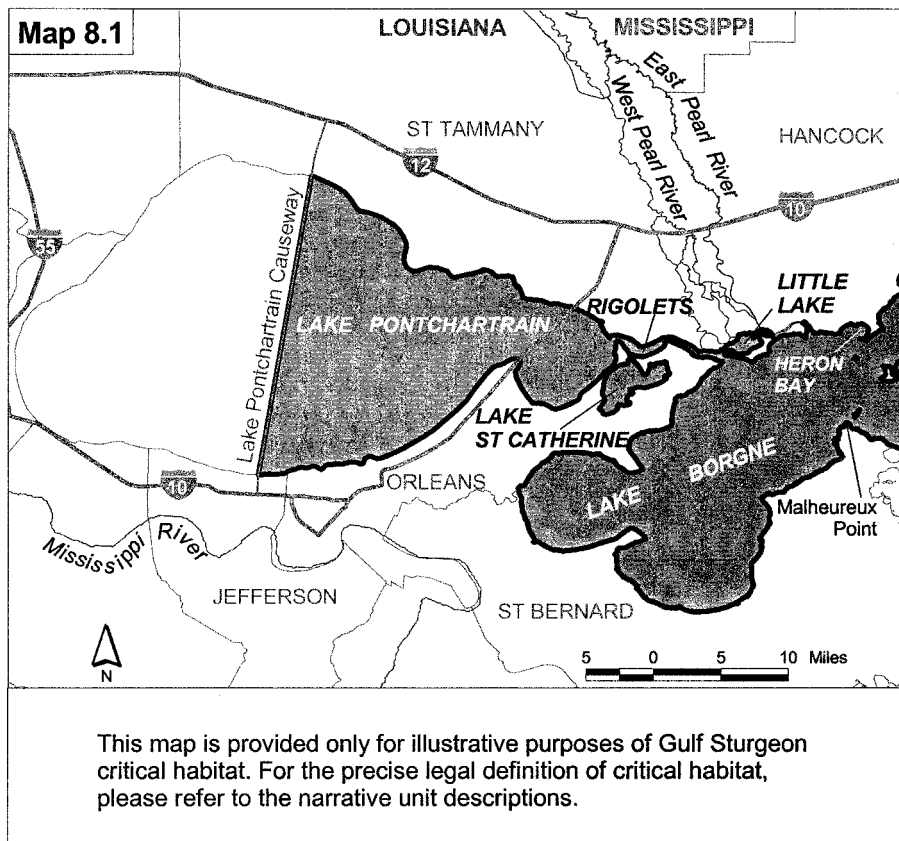 Map 8.1
LOUISIANA
MISSISSIPPI
East Pearl River
West Pearl River
ST TAMMANY
HANCOCK
12
10
55
Lake Pontchartrain Causeway
LITTLE
LAKE
RIGOLETS
LAKE PONTCHARTRAIN
HERON
BAY
LAKE
ST CATHERINE
LAKE BORGNE
10
ORLEANS
Malheureux
Point
Mississippi River
JEFFERSON
ST BERNARD
N
5 0 5 10 Miles
This map is provided only for illustrative purposes of Gulf Sturgeon
critical habitat. For the precise legal definition of critical habitat,
please refer to the narrative unit descriptions.